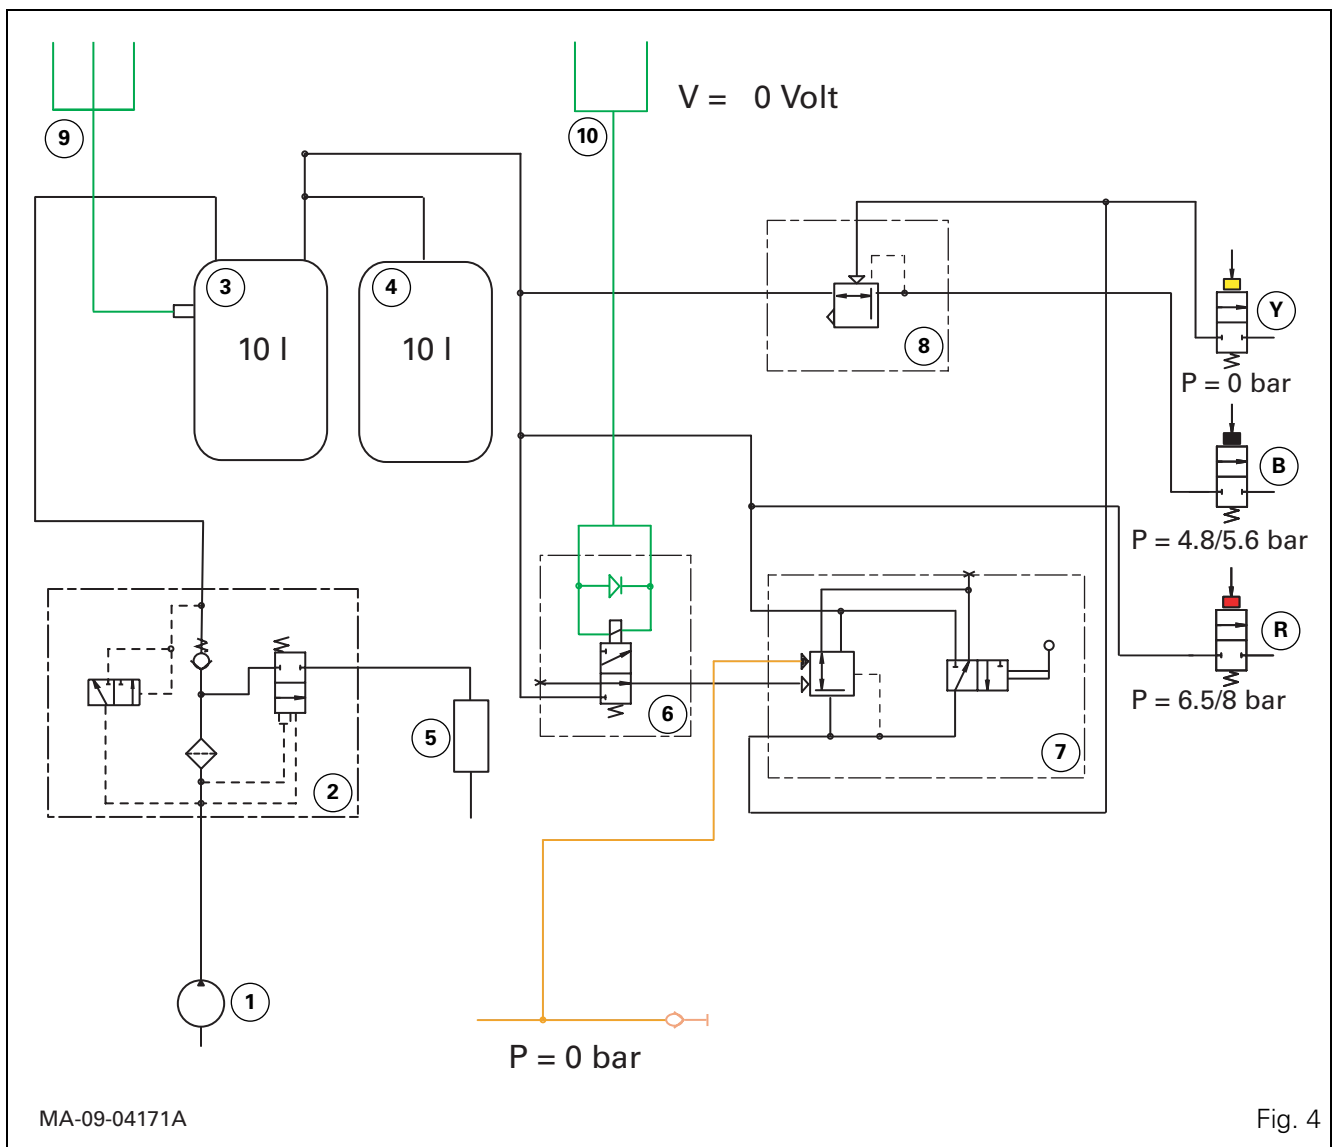 V = 0 Volt
9
10
3
4
10 l
10 l
8
Y
P = 0 bar
B
P = 4.8/5.6 bar
R
P = 6.5/8 bar
6
7
5
2
1
P = 0 bar
MA-09-04171A
Fig. 4